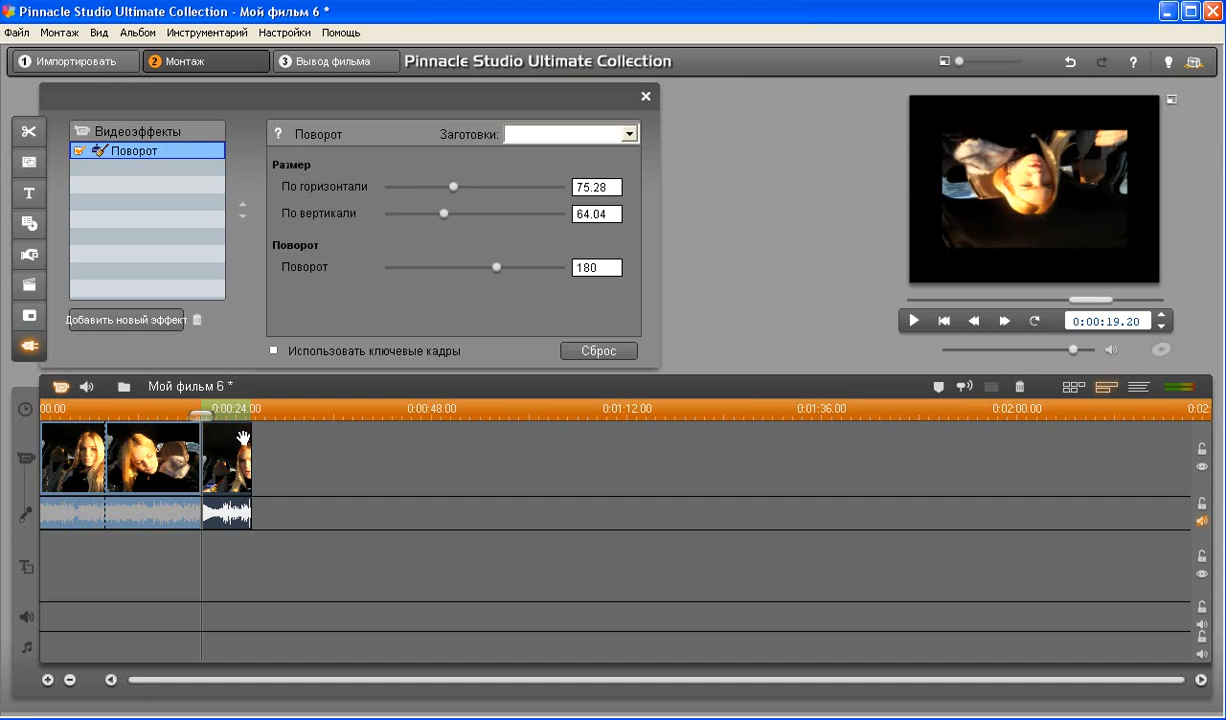 Pinnacle Studio Ultimate Collection - Мой фильм 6 *
Файл Монтаж Вид Альбом Инструментарий Настройки Помощь
1 Импортировать 2 Монтаж 3 Вывод фильма Pinnacle Studio Ultimate Collection
Видеоэффекты
Поворот
Добавить новый эффект
Поворот Заготовки:
Размер
По горизонтали 75.28
По вертикали 64.04
Поворот
Поворот 180
Использовать ключевые кадры Сброс
0:00:19.20
Мой фильм 6 *
00.00 0:00:24.00 0:00:48.00 0:01:12.00 0:01:36.00 0:02:00.00 0:02: